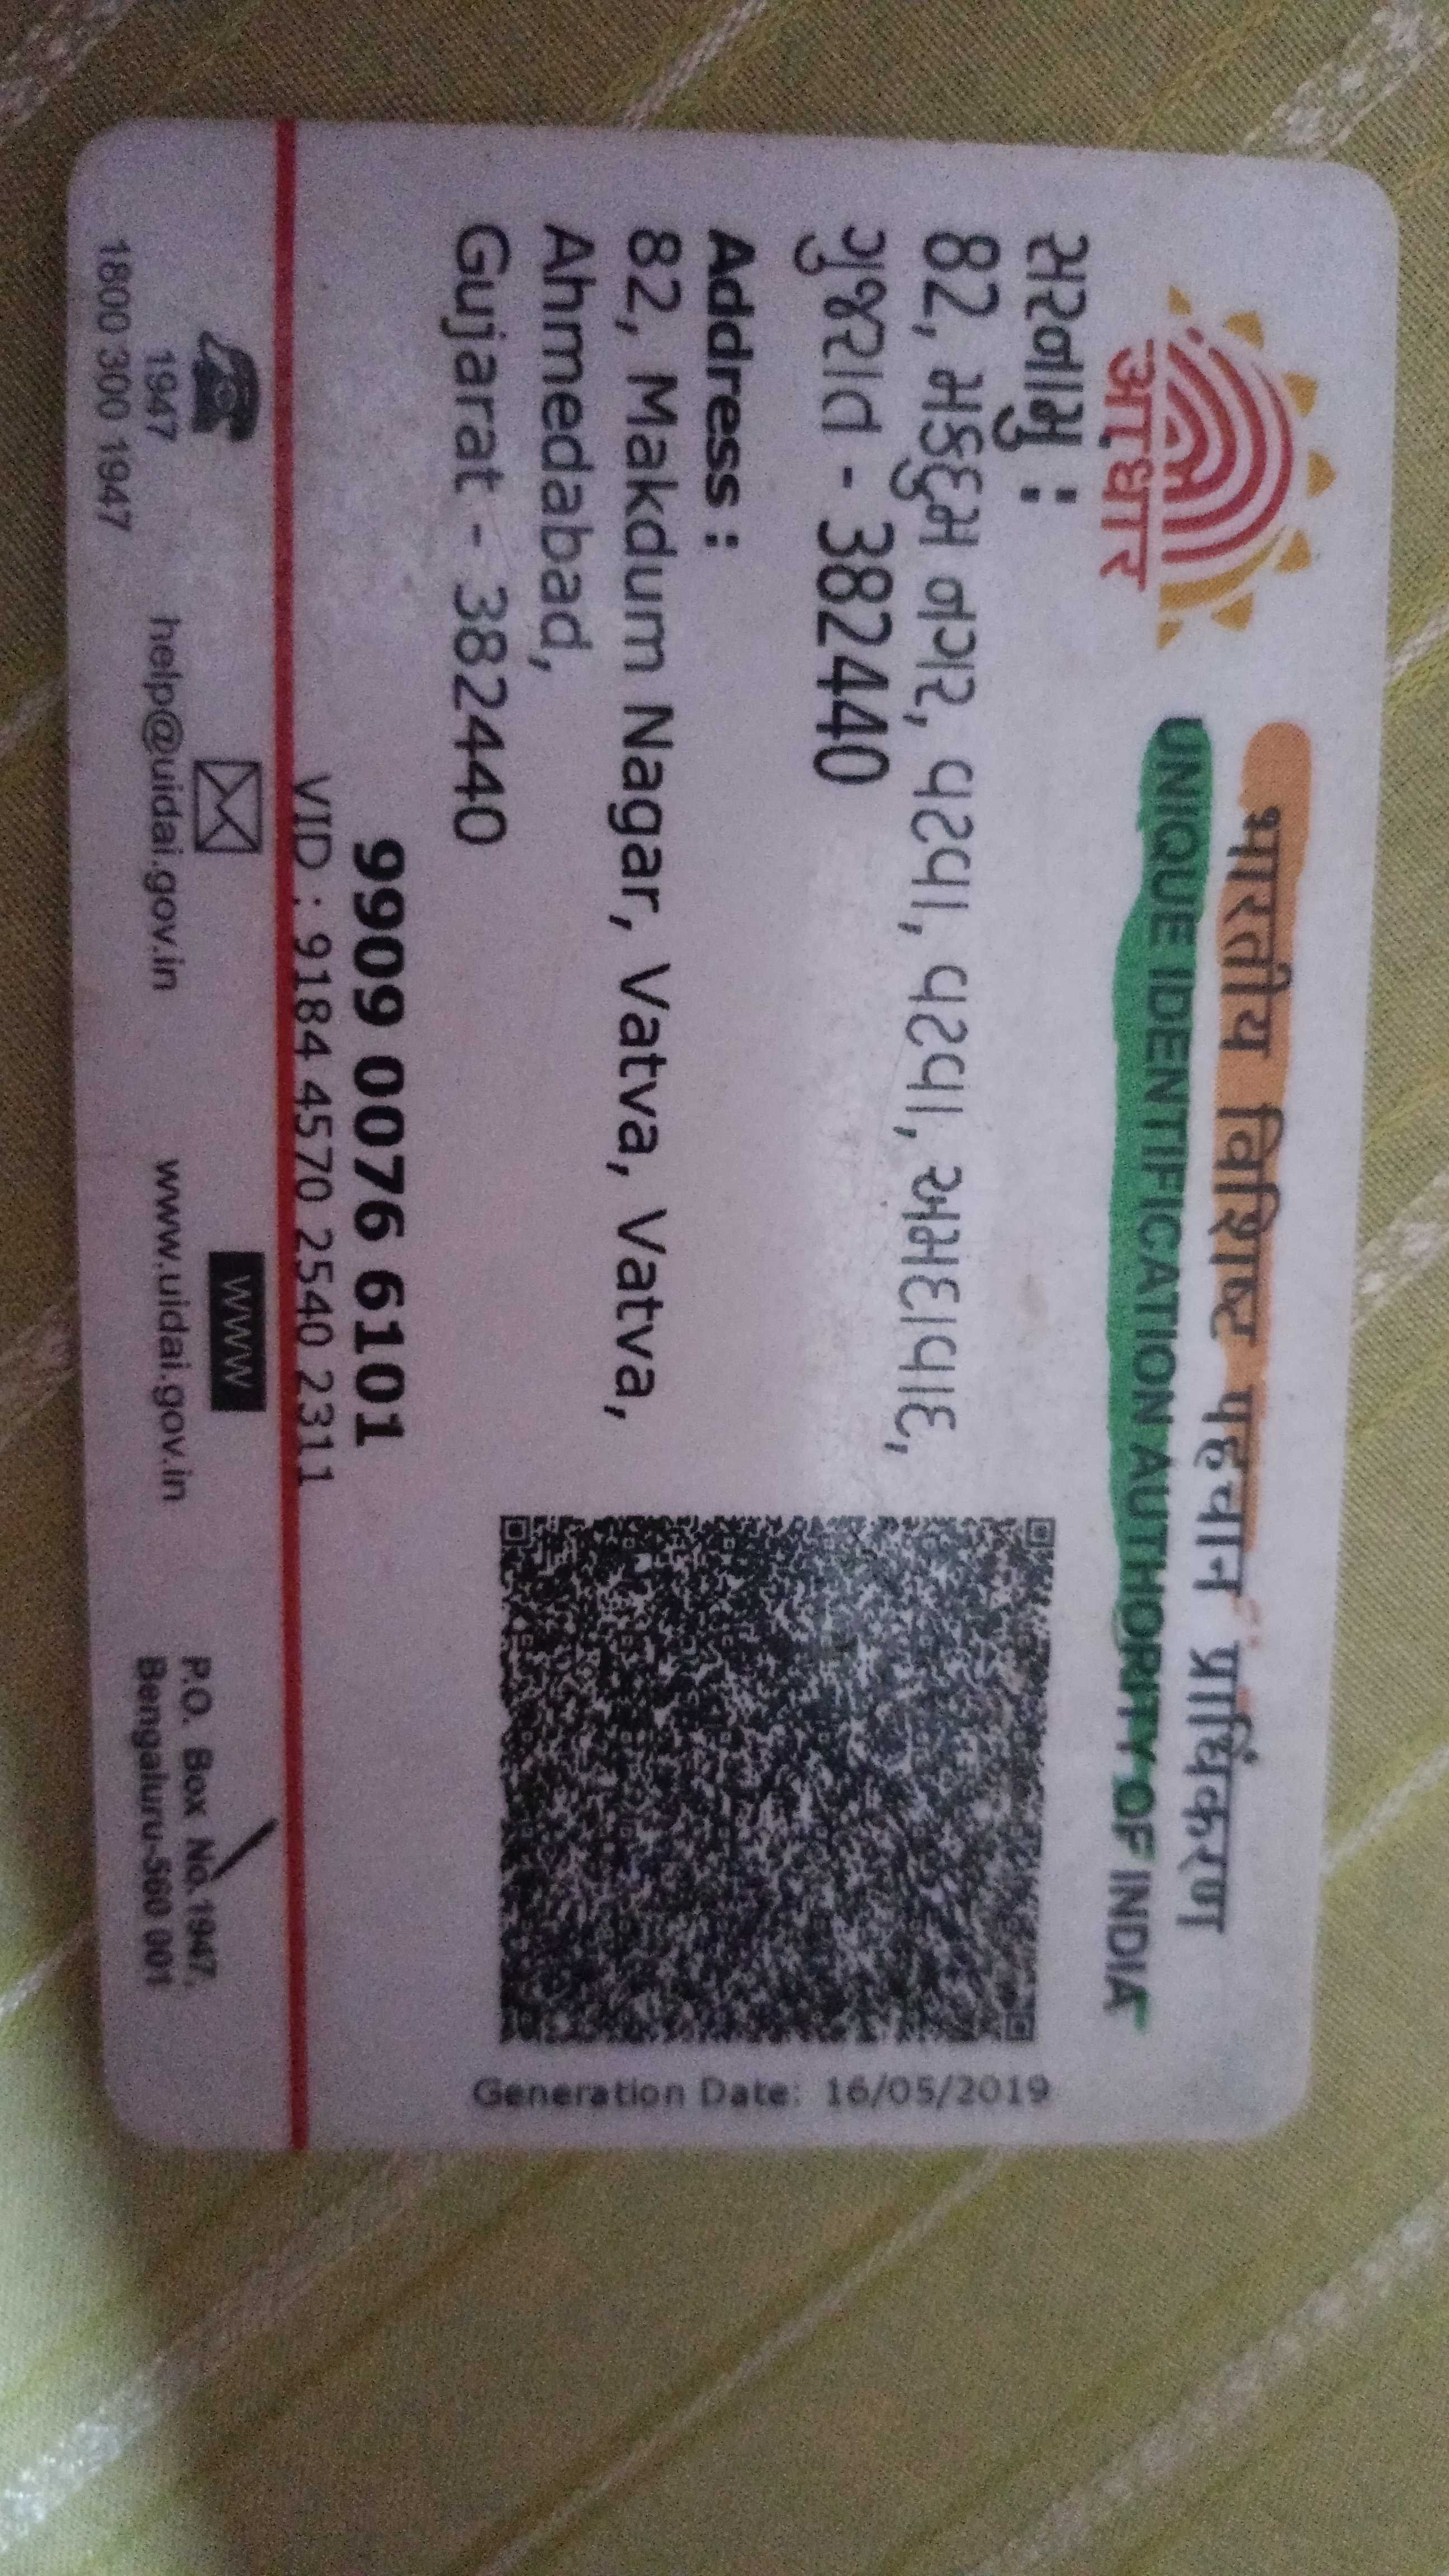 भारतीय विशिष्ट पहचान प्राधिकरण
UNIQUE IDENTIFICATION AUTHORITY OF INDIA
आधार
સરનામુ :
82, મકદુમ નગર, વટવા, વટવા, અમદાવાદ,
ગુજરાત - 382440
Address :
82, Makdum Nagar, Vatva, Vatva,
Ahmedabad,
Gujarat - 382440
Generation Date: 16/05/2019
9909 0076 6101
VID : 9184 4570 2540 2311
1947
1800 300 1947
help@uidai.gov.in
WWW
www.uidai.gov.in
P.O. Box No.1947,
Bengaluru-560 001